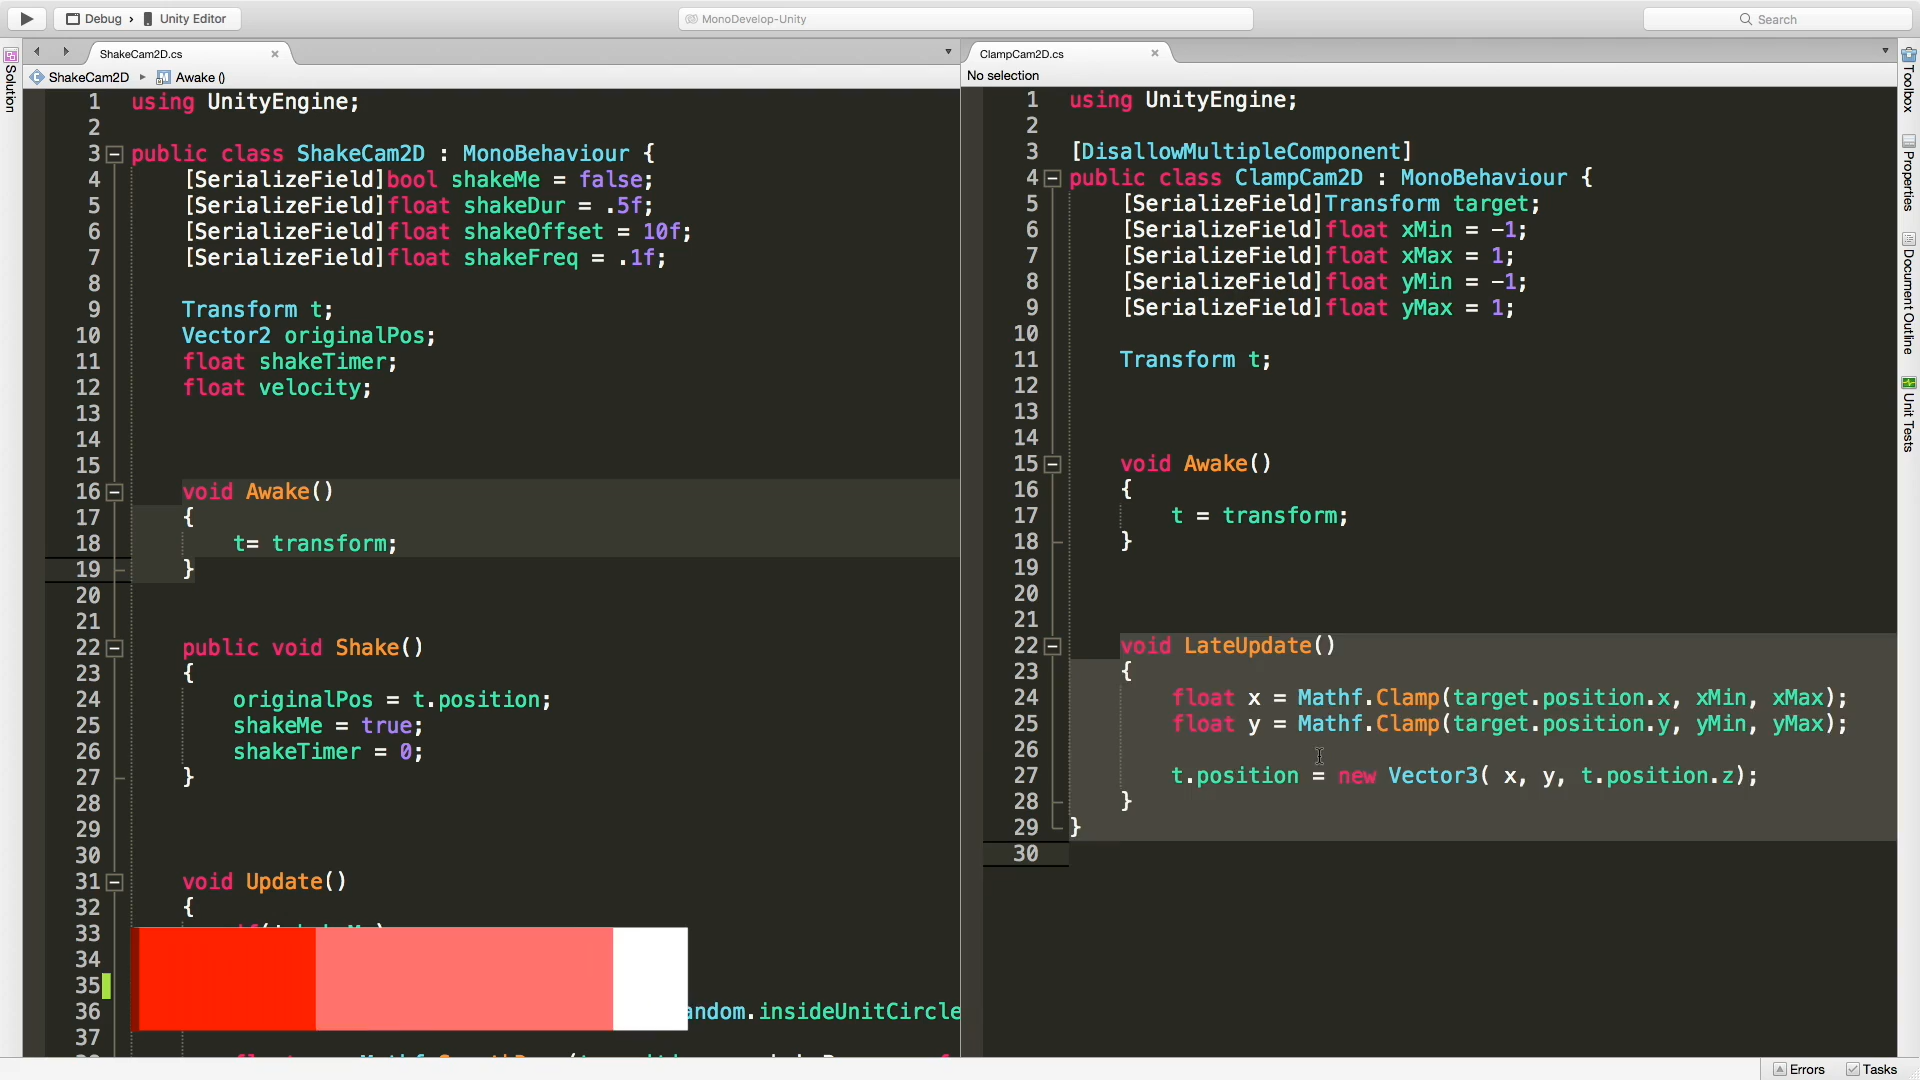 Debug › Unity Editor
MonoDevelop-Unity
Search
Solution
ShakeCam2D.cs
ShakeCam2D ▸ Awake ()
1 using UnityEngine;
2
3 public class ShakeCam2D : MonoBehaviour {
4 [SerializeField]bool shakeMe = false;
5 [SerializeField]float shakeDur = .5f;
6 [SerializeField]float shakeOffset = 10f;
7 [SerializeField]float shakeFreq = .1f;
8
9 Transform t;
10 Vector2 originalPos;
11 float shakeTimer;
12 float velocity;
13
14
15
16 void Awake()
17 {
18 t= transform;
19 }
20
21
22 public void Shake()
23 {
24 originalPos = t.position;
25 shakeMe = true;
26 shakeTimer = 0;
27 }
28
29
30
31 void Update()
32 {
33
34
35
36 andom.insideUnitCircle
37
ClampCam2D.cs
No selection
1 using UnityEngine;
2
3 [DisallowMultipleComponent]
4 public class ClampCam2D : MonoBehaviour {
5 [SerializeField]Transform target;
6 [SerializeField]float xMin = -1;
7 [SerializeField]float xMax = 1;
8 [SerializeField]float yMin = -1;
9 [SerializeField]float yMax = 1;
10
11 Transform t;
12
13
14
15 void Awake()
16 {
17 t = transform;
18 }
19
20
21
22 void LateUpdate()
23 {
24 float x = Mathf.Clamp(target.position.x, xMin, xMax);
25 float y = Mathf.Clamp(target.position.y, yMin, yMax);
26
27 t.position = new Vector3( x, y, t.position.z);
28 }
29 }
30
Toolbox
Properties
Document Outline
Unit Tests
Errors
Tasks